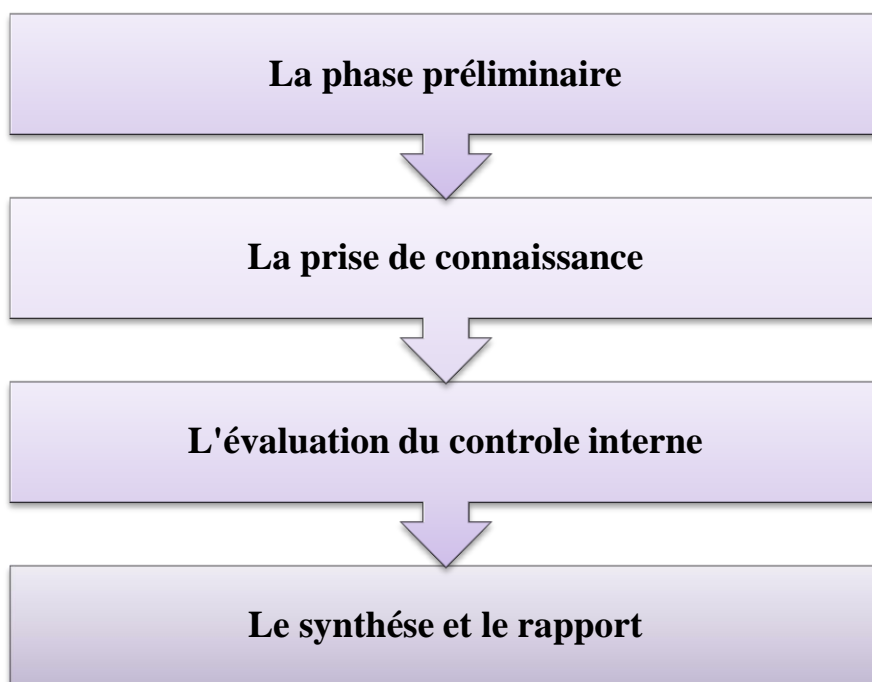 La phase préliminaire
La prise de connaissance
L'évaluation du controle interne
Le synthése et le rapport